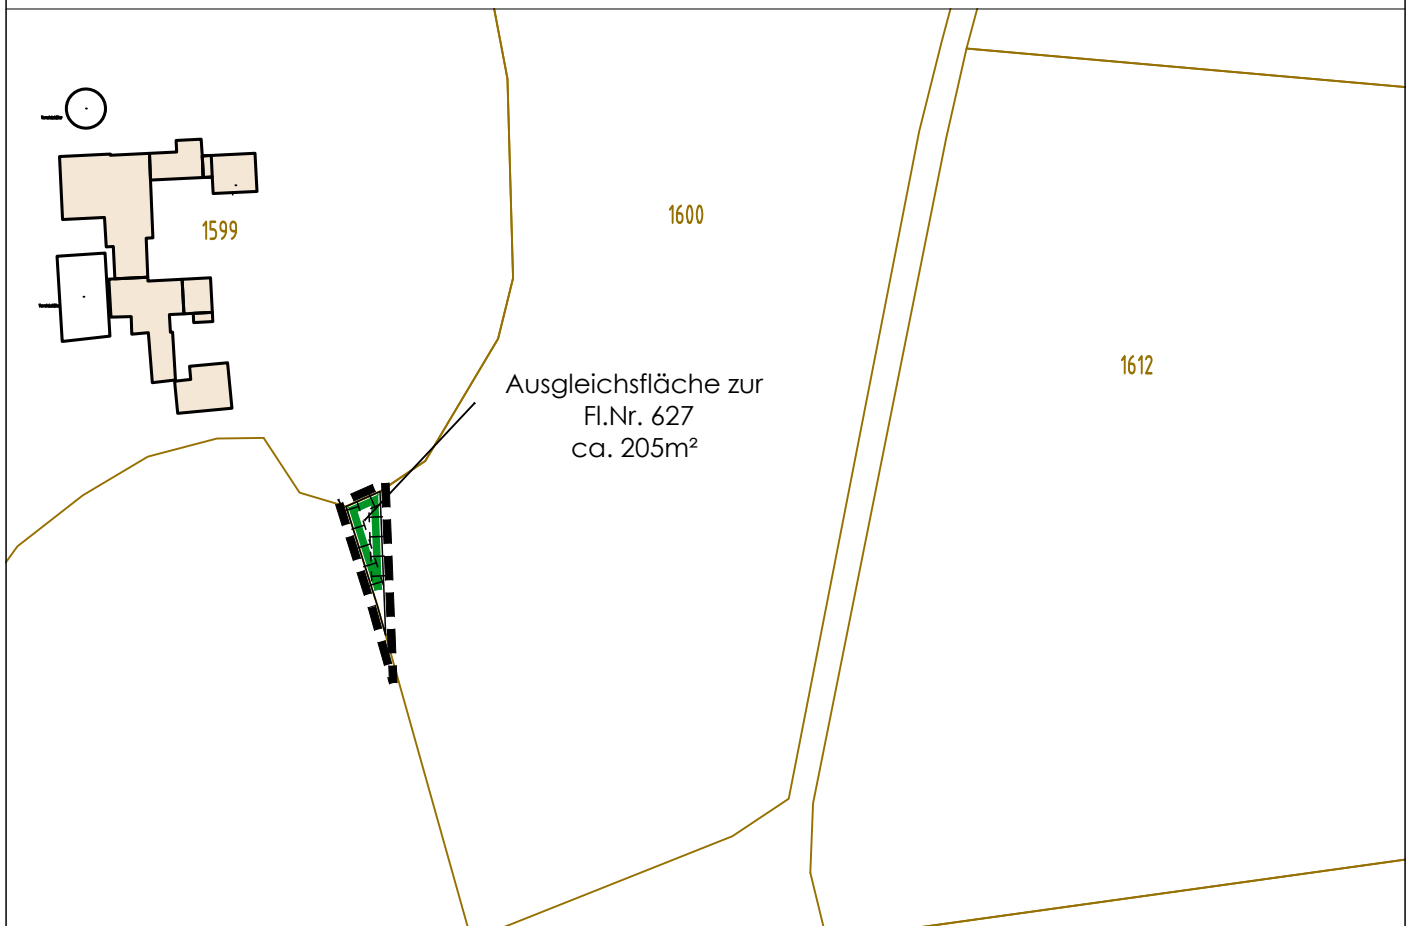 1599
1600
1612
Ausgleichsfläche zur
Fl.Nr. 627
ca. 205m²